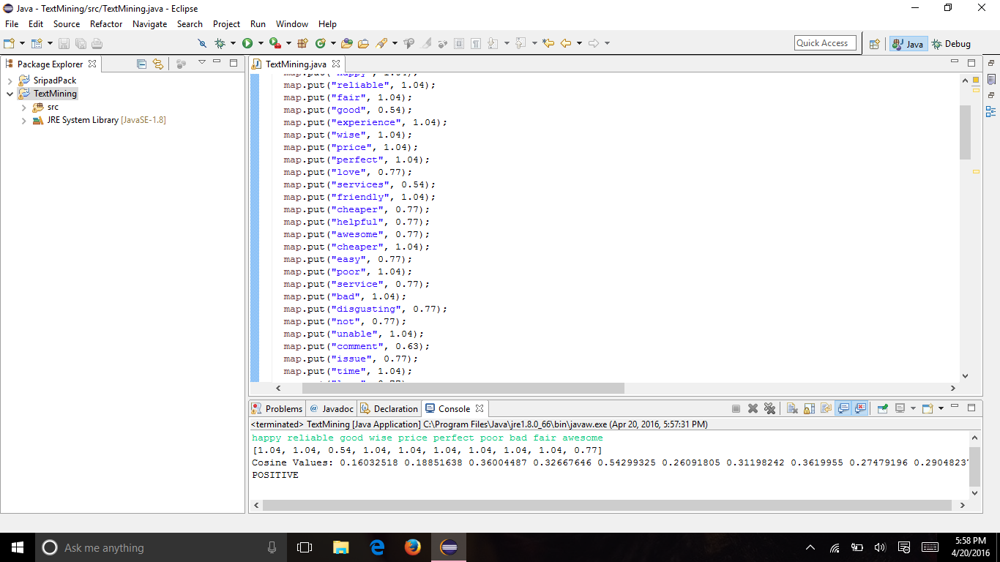 Java - TextMining/src/TextMining.java - Eclipse
File Edit Source Refactor Navigate Search Project Run Window Help
Quick Access Java Debug
Package Explorer
SripadPack
TextMining
src
JRE System Library [JavaSE-1.8]
TextMining.java
map.put("happy", 1.04);
map.put("reliable", 1.04);
map.put("fair", 1.04);
map.put("good", 0.54);
map.put("experience", 1.04);
map.put("wise", 1.04);
map.put("price", 1.04);
map.put("perfect", 1.04);
map.put("love", 0.77);
map.put("services", 0.54);
map.put("friendly", 1.04);
map.put("cheaper", 0.77);
map.put("helpful", 0.77);
map.put("awesome", 0.77);
map.put("cheaper", 1.04);
map.put("easy", 0.77);
map.put("poor", 1.04);
map.put("service", 0.77);
map.put("bad", 1.04);
map.put("disgusting", 0.77);
map.put("not", 0.77);
map.put("unable", 1.04);
map.put("comment", 0.63);
map.put("issue", 0.77);
map.put("time", 1.04);
Problems @ Javadoc Declaration Console
<terminated> TextMining [Java Application] C:\Program Files\Java\jre1.8.0_66\bin\javaw.exe (Apr 20, 2016, 5:57:31 PM)
happy reliable good wise price perfect poor bad fair awesome
[1.04, 1.04, 0.54, 1.04, 1.04, 1.04, 1.04, 1.04, 1.04, 0.77]
Cosine Values: 0.16032518 0.18851638 0.36004487 0.32667646 0.54299325 0.26091805 0.31198242 0.3619955 0.27479196 0.29048237
POSITIVE
Ask me anything
5:58 PM
4/20/2016